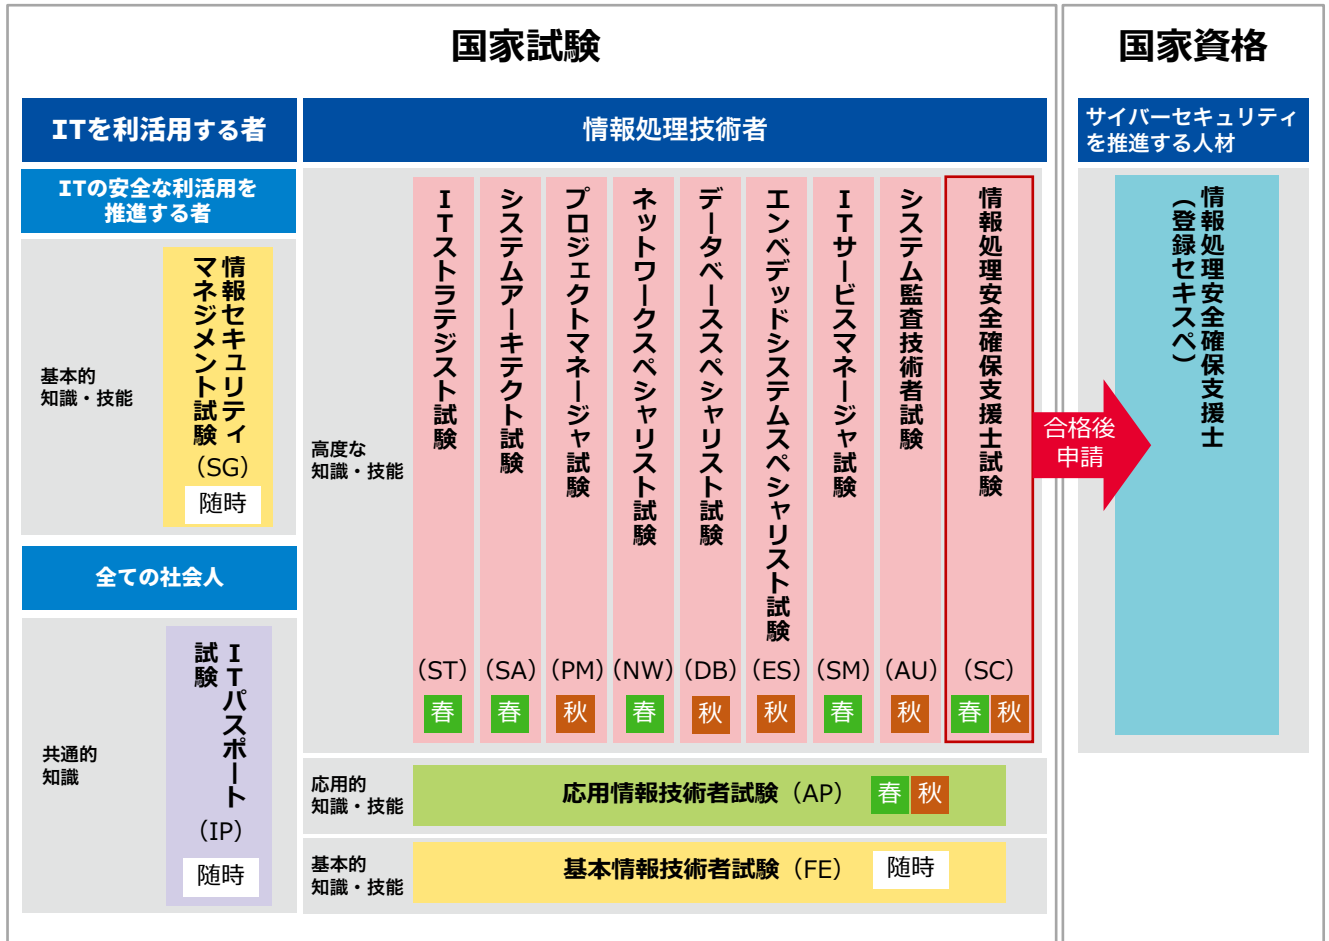 国家試験
国家資格
ITを利活用する者
情報処理技術者
サイバーセキュリティ
を推進する人材
ITの安全な利活用を
推進する者
基本的
知識・技能
情報セキュリティ
マネジメント試験
（SG）
随時
全ての社会人
共通的
知識
ITパスポート
試験
（IP）
随時
高度な
知識・技能
ITストラテジスト試験
（ST）
春
システムアーキテクト試験
（SA）
春
プロジェクトマネージャ試験
（PM）
秋
ネットワークスペシャリスト試験
（NW）
春
データベーススペシャリスト試験
（DB）
秋
エンベデッドシステムスペシャリスト試験
（ES）
秋
ITサービスマネージャ試験
（SM）
春
システム監査技術者試験
（AU）
秋
情報処理安全確保支援士試験
（SC）
春 秋
合格後
申請
情報処理安全確保支援士
（登録セキスペ）
応用的
知識・技能
応用情報技術者試験（AP） 春 秋
基本的
知識・技能
基本情報技術者試験（FE） 随時